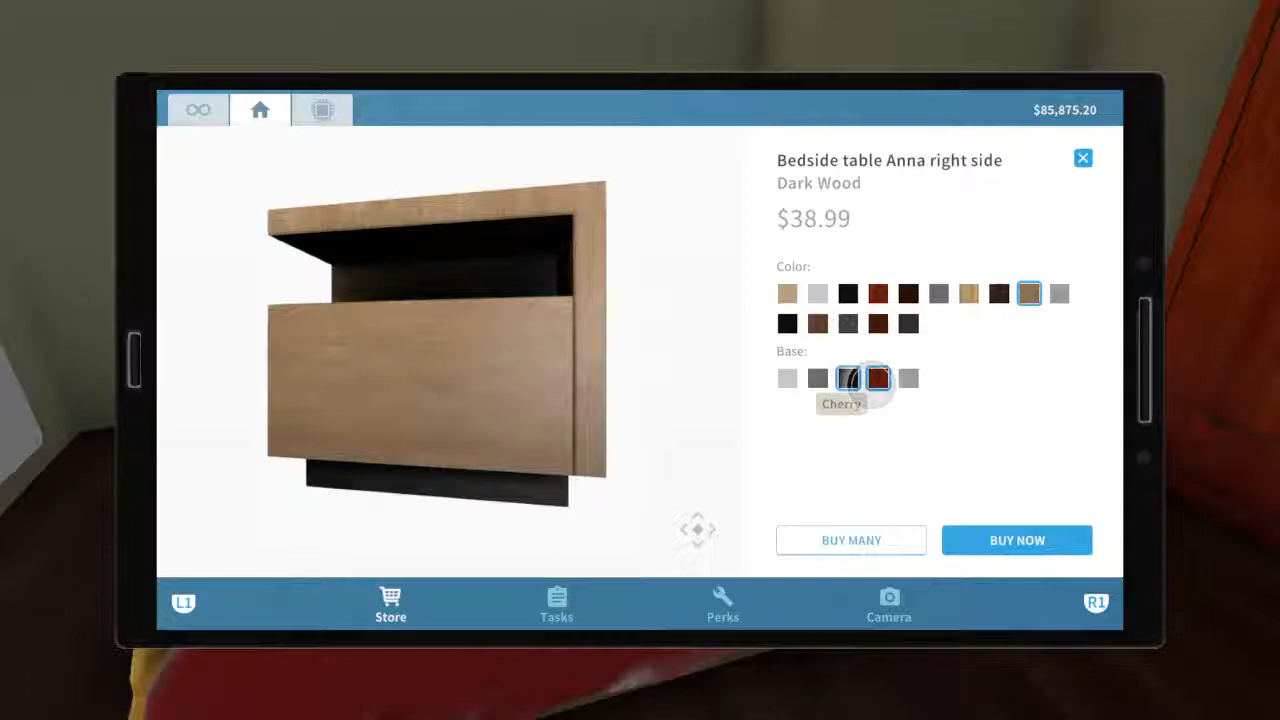 $85,875.20
Bedside table Anna right side
Dark Wood
$38.99
Color:
Base:
Cherry
BUY MANY
BUY NOW
L1
Store
Tasks
Perks
Camera
R1